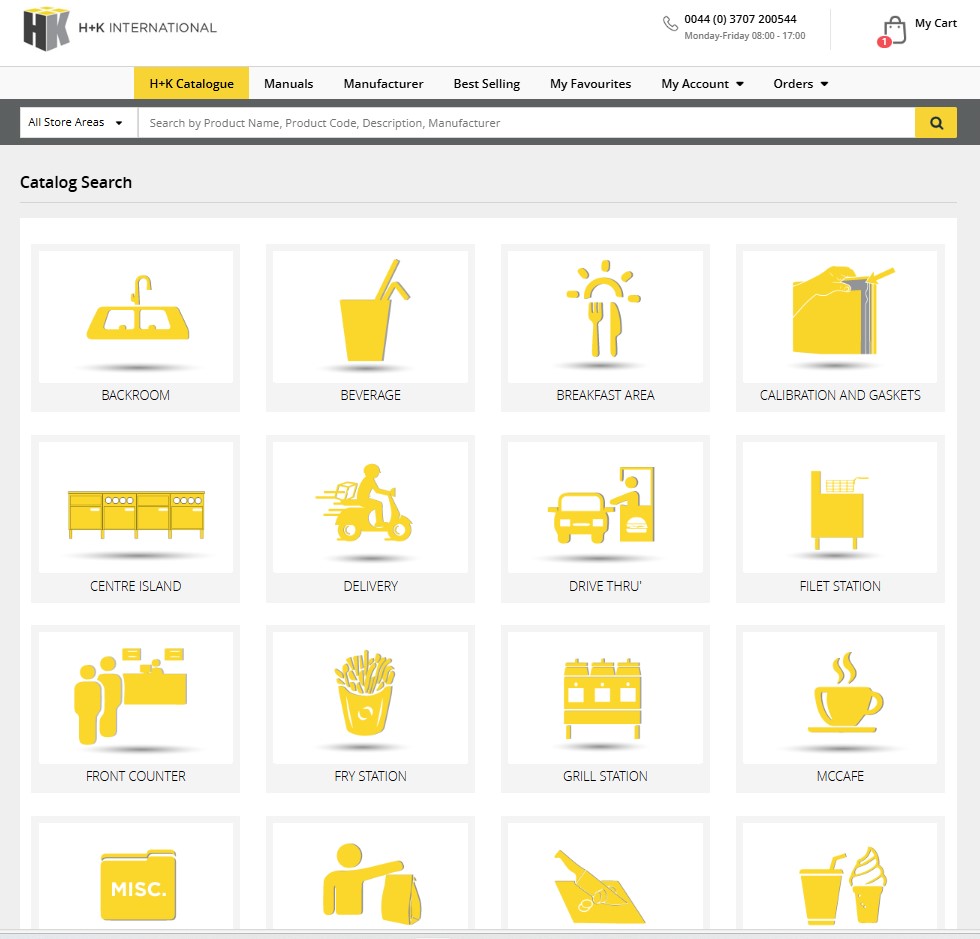 HK H+K INTERNATIONAL
0044 (0) 3707 200544
Monday-Friday 08:00 - 17:00
1
My Cart
H+K Catalogue Manuals Manufacturer Best Selling My Favourites My Account Orders
All Store Areas Search by Product Name, Product Code, Description, Manufacturer
Catalog Search
BACKROOM BEVERAGE BREAKFAST AREA CALIBRATION AND GASKETS
CENTRE ISLAND DELIVERY DRIVE THRU' FILET STATION
FRONT COUNTER FRY STATION GRILL STATION MCCAFE
MISC.